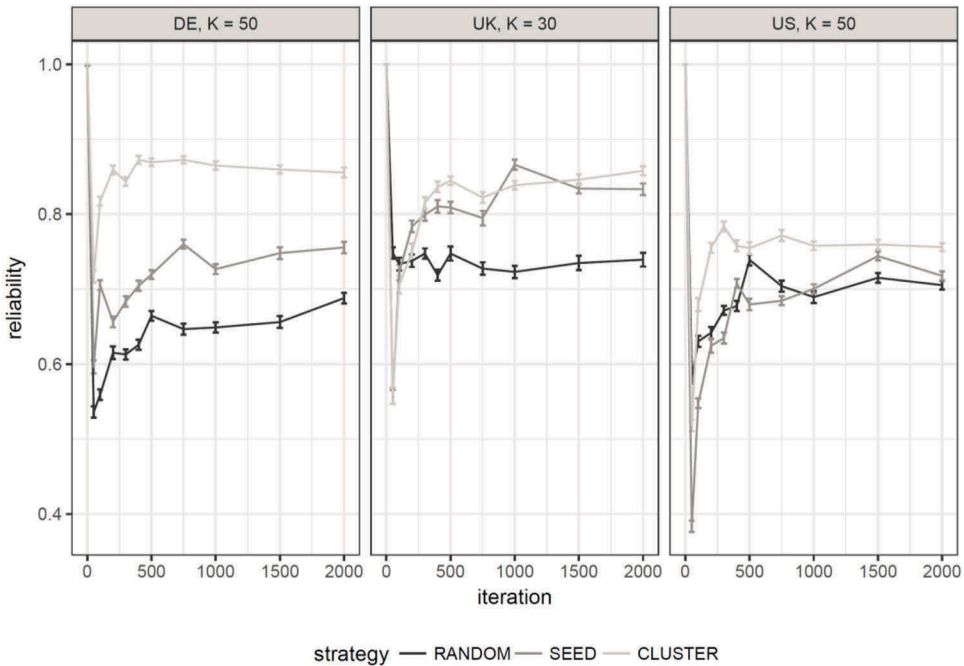 DE, K = 50
UK, K = 30
US, K = 50
reliability
1.0
0.8
0.6
0.4
0 500 1000 1500 2000
0 500 1000 1500 2000
0 500 1000 1500 2000
iteration
strategy RANDOM SEED CLUSTER